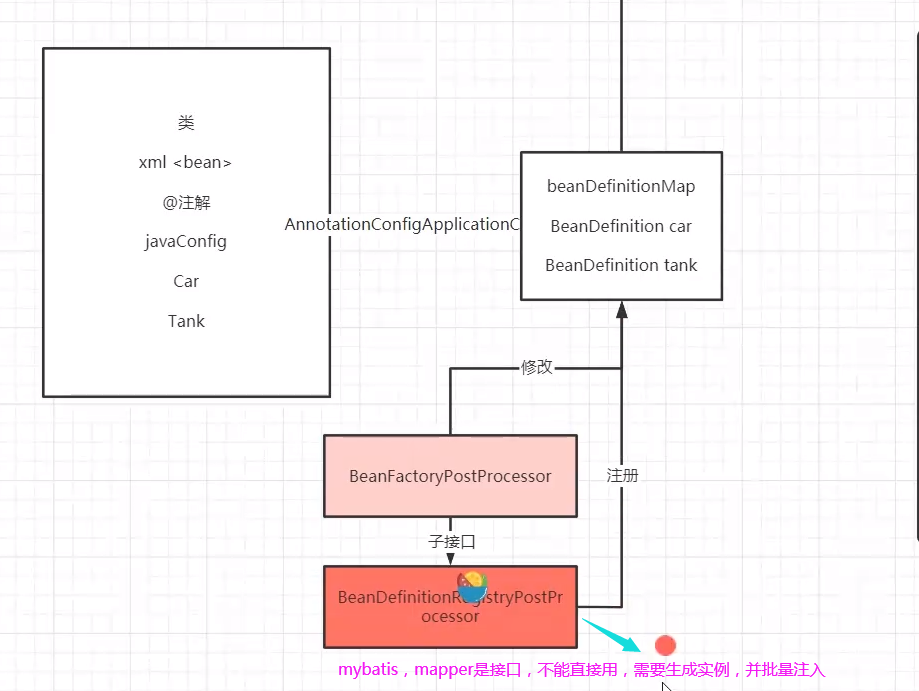 类
xml <bean>
@注解
javaConfig
Car
Tank
AnnotationConfigApplicationC
beanDefinitionMap
BeanDefinition car
BeanDefinition tank
修改
BeanFactoryPostProcessor
注册
子接口
BeanDefinitionRegistryPostPr
ocessor
mybatis，mapper是接口，不能直接用，需要生成实例，并批量注入